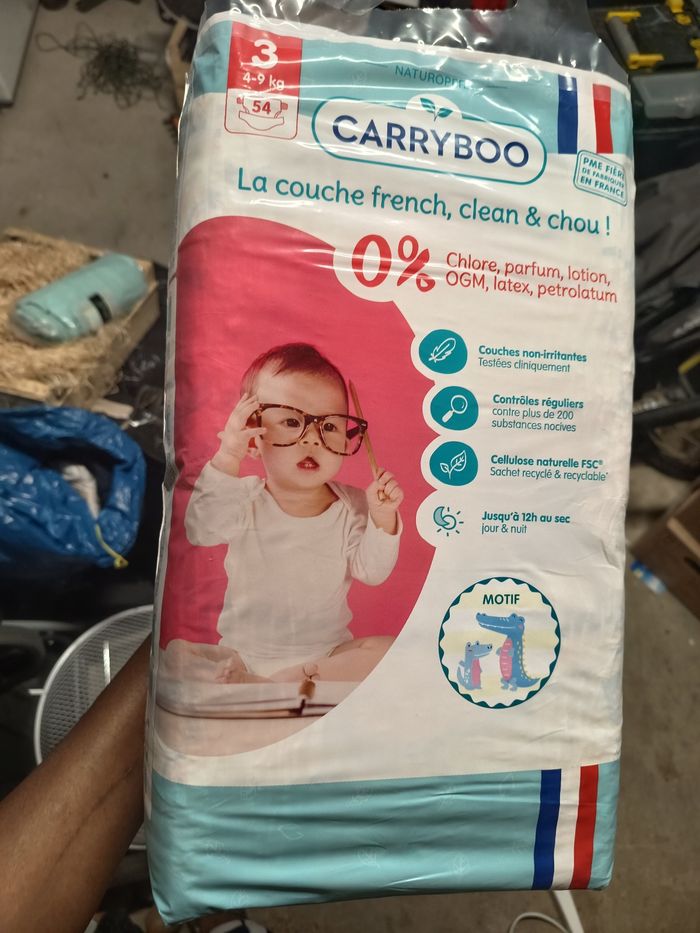 3
4-9 kg
54
CARRYBOO
PME FIÈRE
DE FABRIQUER
EN FRANCE
La couche french, clean & chou !
0%
Chlore, parfum, lotion,
OGM, latex, petrolatum
Couches non-irritantes
Testées cliniquement
Contrôles réguliers
contre plus de 200
substances nocives
Cellulose naturelle FSC®
Sachet recyclé & recyclable*
Jusqu'à 12h au sec
jour & nuit
MOTIF